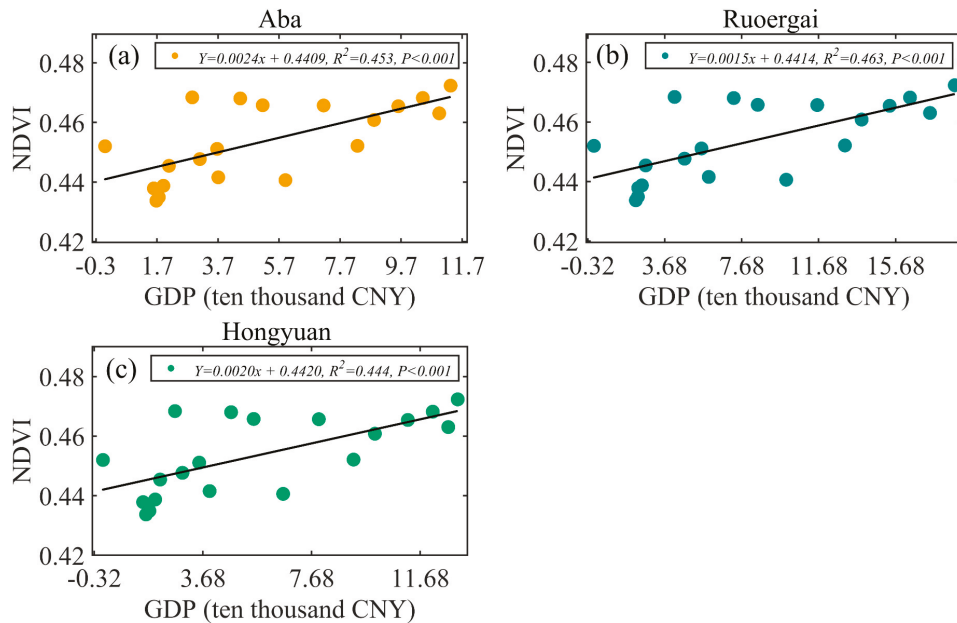 Aba
(a)
Y=0.0024x + 0.4409, R²=0.453, P<0.001
NDVI
0.48
0.46
0.44
0.42
-0.3 1.7 3.7 5.7 7.7 9.7 11.7
GDP (ten thousand CNY)
Ruoergai
(b)
Y=0.0015x + 0.4414, R²=0.463, P<0.001
NDVI
0.48
0.46
0.44
0.42
-0.32 3.68 7.68 11.68 15.68
GDP (ten thousand CNY)
Hongyuan
(c)
Y=0.0020x + 0.4420, R²=0.444, P<0.001
NDVI
0.48
0.46
0.44
0.42
-0.32 3.68 7.68 11.68
GDP (ten thousand CNY)